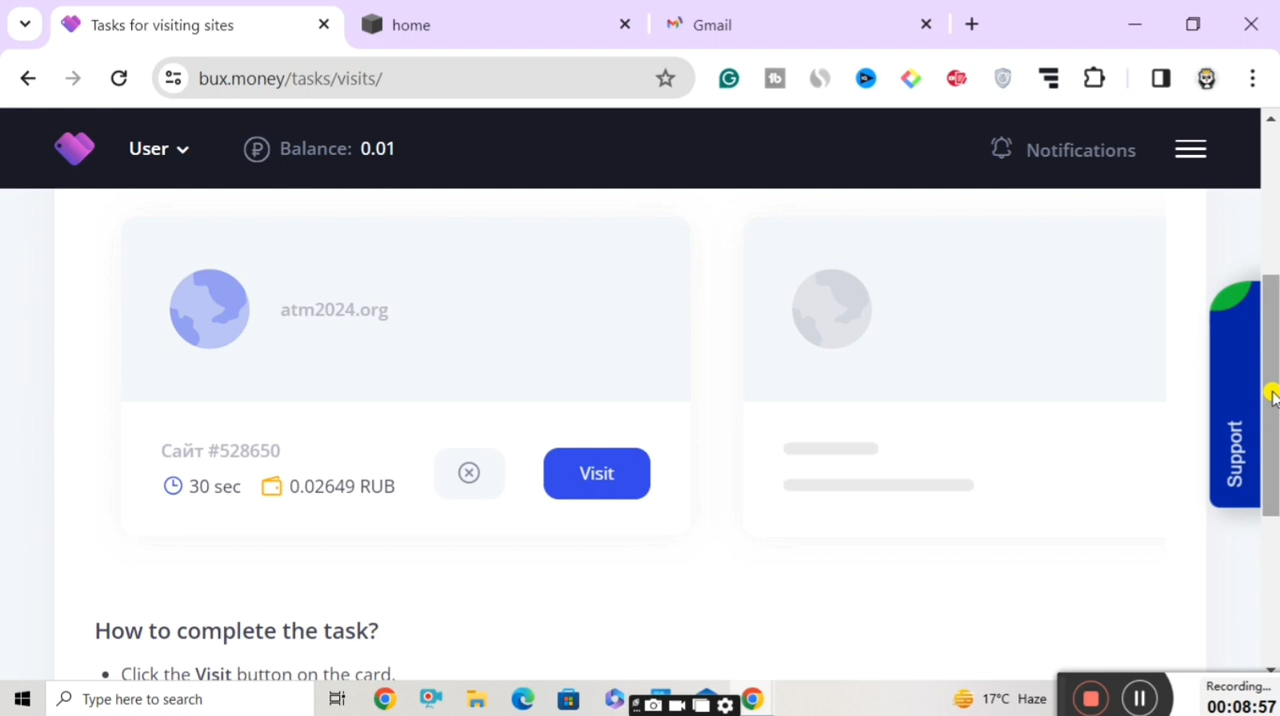 Tasks for visiting sites
home
Gmail
bux.money/tasks/visits/
User
Balance: 0.01
Notifications
atm2024.org
Сайт #528650
30 sec
0.02649 RUB
Visit
Support
How to complete the task?
Click the Visit button on the card.
Type here to search
17°C Haze
Recording...
00:08:57